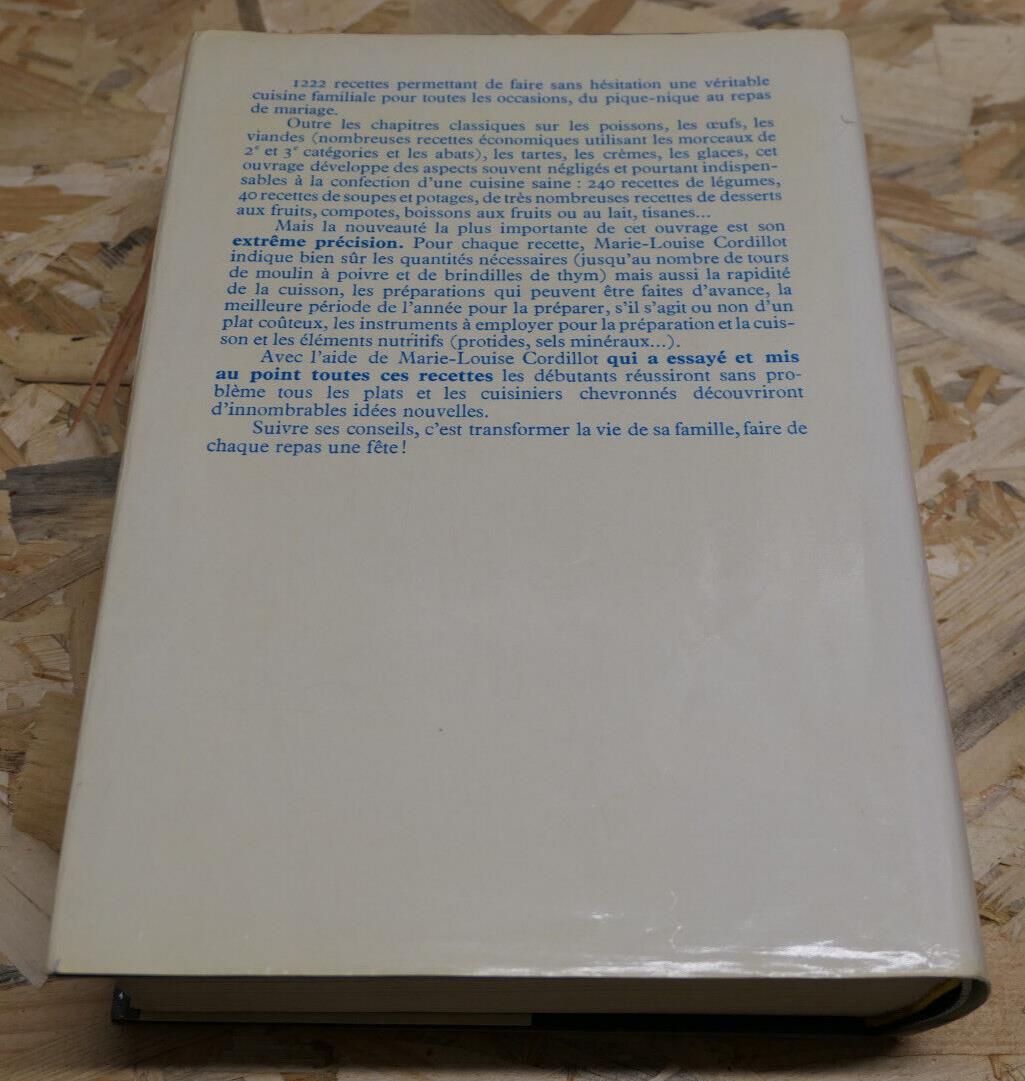 1222 recettes permettant de faire sans hésitation une véritable
cuisine familiale pour toutes les occasions, du pique-nique au repas
de mariage.
Outre les chapitres classiques sur les poissons, les œufs, les
viandes (nombreuses recettes économiques utilisant les morceaux de
2e et 3e catégories et les abats), les tartes, les crèmes, les glaces, cet
ouvrage développe des aspects souvent négligés et pourtant indispen-
sables à la confection d'une cuisine saine : 240 recettes de légumes,
40 recettes de soupes et potages, de très nombreuses recettes de desserts
aux fruits, compotes, boissons aux fruits ou au lait, tisanes...
Mais la nouveauté la plus importante de cet ouvrage est son
extrême précision. Pour chaque recette, Marie-Louise Cordillot
indique bien sûr les quantités nécessaires (jusqu'au nombre de tours
de moulin à poivre et de brindilles de thym) mais aussi la rapidité
de la cuisson, les préparations qui peuvent être faites d'avance, la
meilleure période de l'année pour la préparer, s'il s'agit ou non d'un
plat coûteux, les instruments à employer pour la préparation et la cuis-
son et les éléments nutritifs (protides, sels minéraux...).
Avec l'aide de Marie-Louise Cordillot qui a essayé et mis
au point toutes ces recettes les débutants réussiront sans pro-
blème tous les plats et les cuisiniers chevronnés découvriront
d'innombrables idées nouvelles.
Suivre ses conseils, c'est transformer la vie de sa famille, faire de
chaque repas une fête !